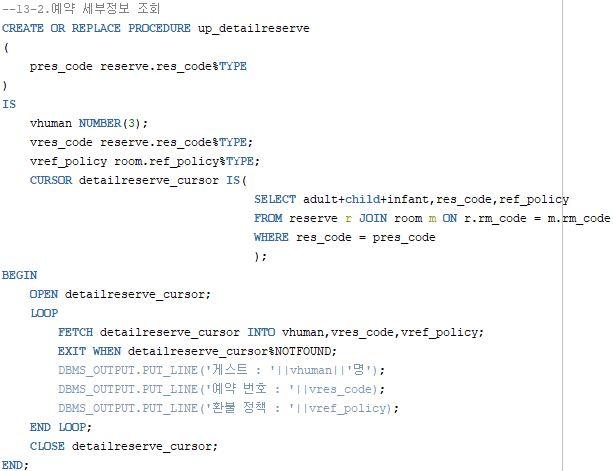 --13-2.예약 세부정보 조회
CREATE OR REPLACE PROCEDURE up_detailreserve
(
    pres_code reserve.res_code%TYPE
)
IS
    vhuman NUMBER(3);
    vres_code reserve.res_code%TYPE;
    vref_policy room.ref_policy%TYPE;
    CURSOR detailreserve_cursor IS(
                                    SELECT adult+child+infant,res_code,ref_policy
                                    FROM reserve r JOIN room m ON r.rm_code = m.rm_code
                                    WHERE res_code = pres_code
                                    );
BEGIN
    OPEN detailreserve_cursor;
    LOOP
        FETCH detailreserve_cursor INTO vhuman,vres_code,vref_policy;
        EXIT WHEN detailreserve_cursor%NOTFOUND;
        DBMS_OUTPUT.PUT_LINE('게스트 : '||vhuman||'명');
        DBMS_OUTPUT.PUT_LINE('예약 번호 : '||vres_code);
        DBMS_OUTPUT.PUT_LINE('환불 정책 : '||vref_policy);
    END LOOP;
    CLOSE detailreserve_cursor;
END;